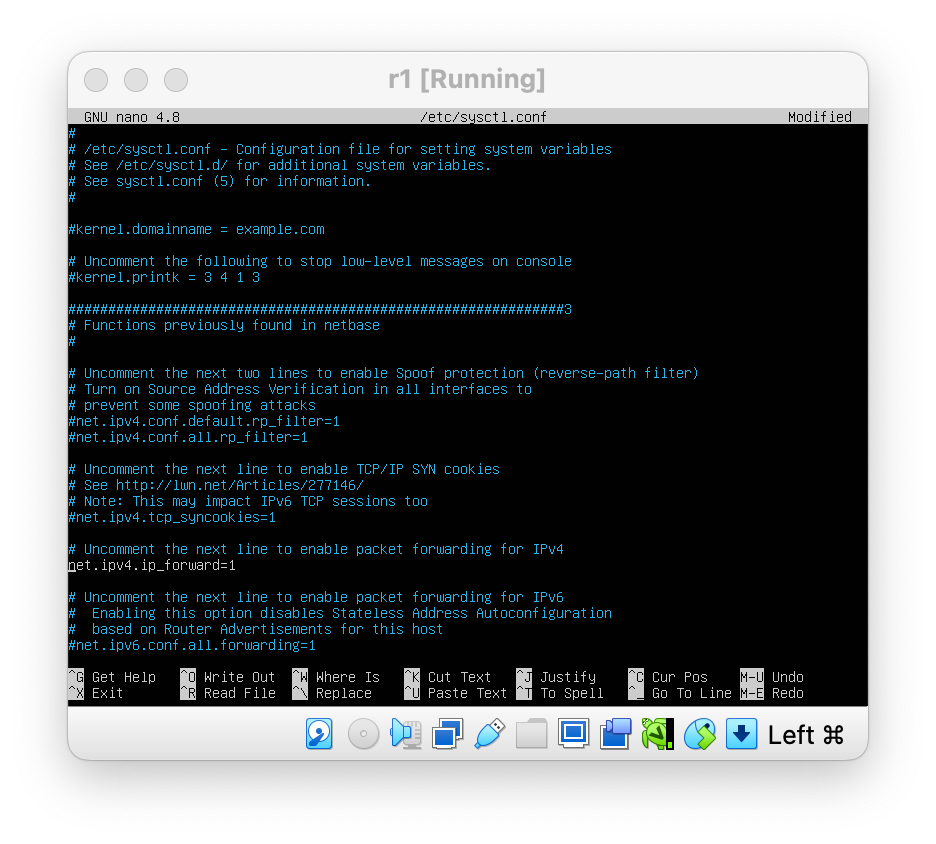 r1 [Running]
GNU nano 4.8 /etc/sysctl.conf Modified
#
# /etc/sysctl.conf - Configuration file for setting system variables
# See /etc/sysctl.d/ for additional system variables.
# See sysctl.conf (5) for information.
#
#kernel.domainname = example.com
# Uncomment the following to stop low-level messages on console
#kernel.printk = 3 4 1 3
##############################################################3
# Functions previously found in netbase
#
# Uncomment the next two lines to enable Spoof protection (reverse-path filter)
# Turn on Source Address Verification in all interfaces to
# prevent some spoofing attacks
#net.ipv4.conf.default.rp_filter=1
#net.ipv4.conf.all.rp_filter=1
# Uncomment the next line to enable TCP/IP SYN cookies
# See http://lwn.net/Articles/277146/
# Note: This may impact IPv6 TCP sessions too
#net.ipv4.tcp_syncookies=1
# Uncomment the next line to enable packet forwarding for IPv4
net.ipv4.ip_forward=1
# Uncomment the next line to enable packet forwarding for IPv6
#  Enabling this option disables Stateless Address Autoconfiguration
#  based on Router Advertisements for this host
#net.ipv6.conf.all.forwarding=1
^G Get Help ^O Write Out ^W Where Is ^K Cut Text ^J Justify ^C Cur Pos M-U Undo
^X Exit ^R Read File ^\ Replace ^U Paste Text ^T To Spell ^_ Go To Line M-E Redo
Left ⌘